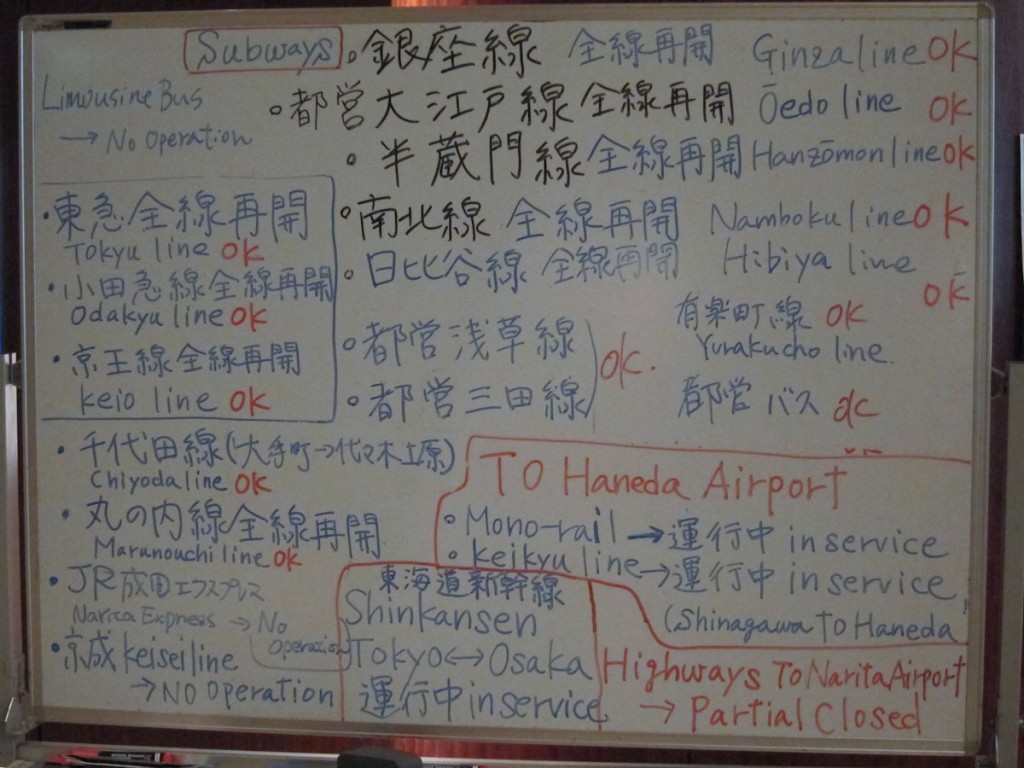 Subways
・銀座線 全線再開 Ginza line OK
・都営大江戸線 全線再開 Ōedo line OK
・半蔵門線 全線再開 Hanzōmon line OK
・南北線 全線再開 Namboku line OK
・日比谷線 全線再開 Hibiya line OK
・都営浅草線
・都営三田線
OK.
有楽町線 OK
Yurakucho line.
都営バス OK
Limousine Bus
→ No Operation
・東急全線再開
Tokyu line OK
・小田急線全線再開
Odakyu line OK
・京王線全線再開
Keio line OK
・千代田線(大手町→代々木上原)
Chiyoda line OK
・丸の内線全線再開
Marunouchi line OK
・JR成田エクスプレス
Narita Express → No Operation
・京成 Keisei line
→ NO Operation
TO Haneda Airport
・Mono-rail → 運行中 in service
・Keikyu line → 運行中 in service
(Shinagawa TO Haneda
東海道新幹線
Shinkansen
Tokyo ↔ Osaka
運行中 in service
Highways TO Narita Airport
→ Partial Closed